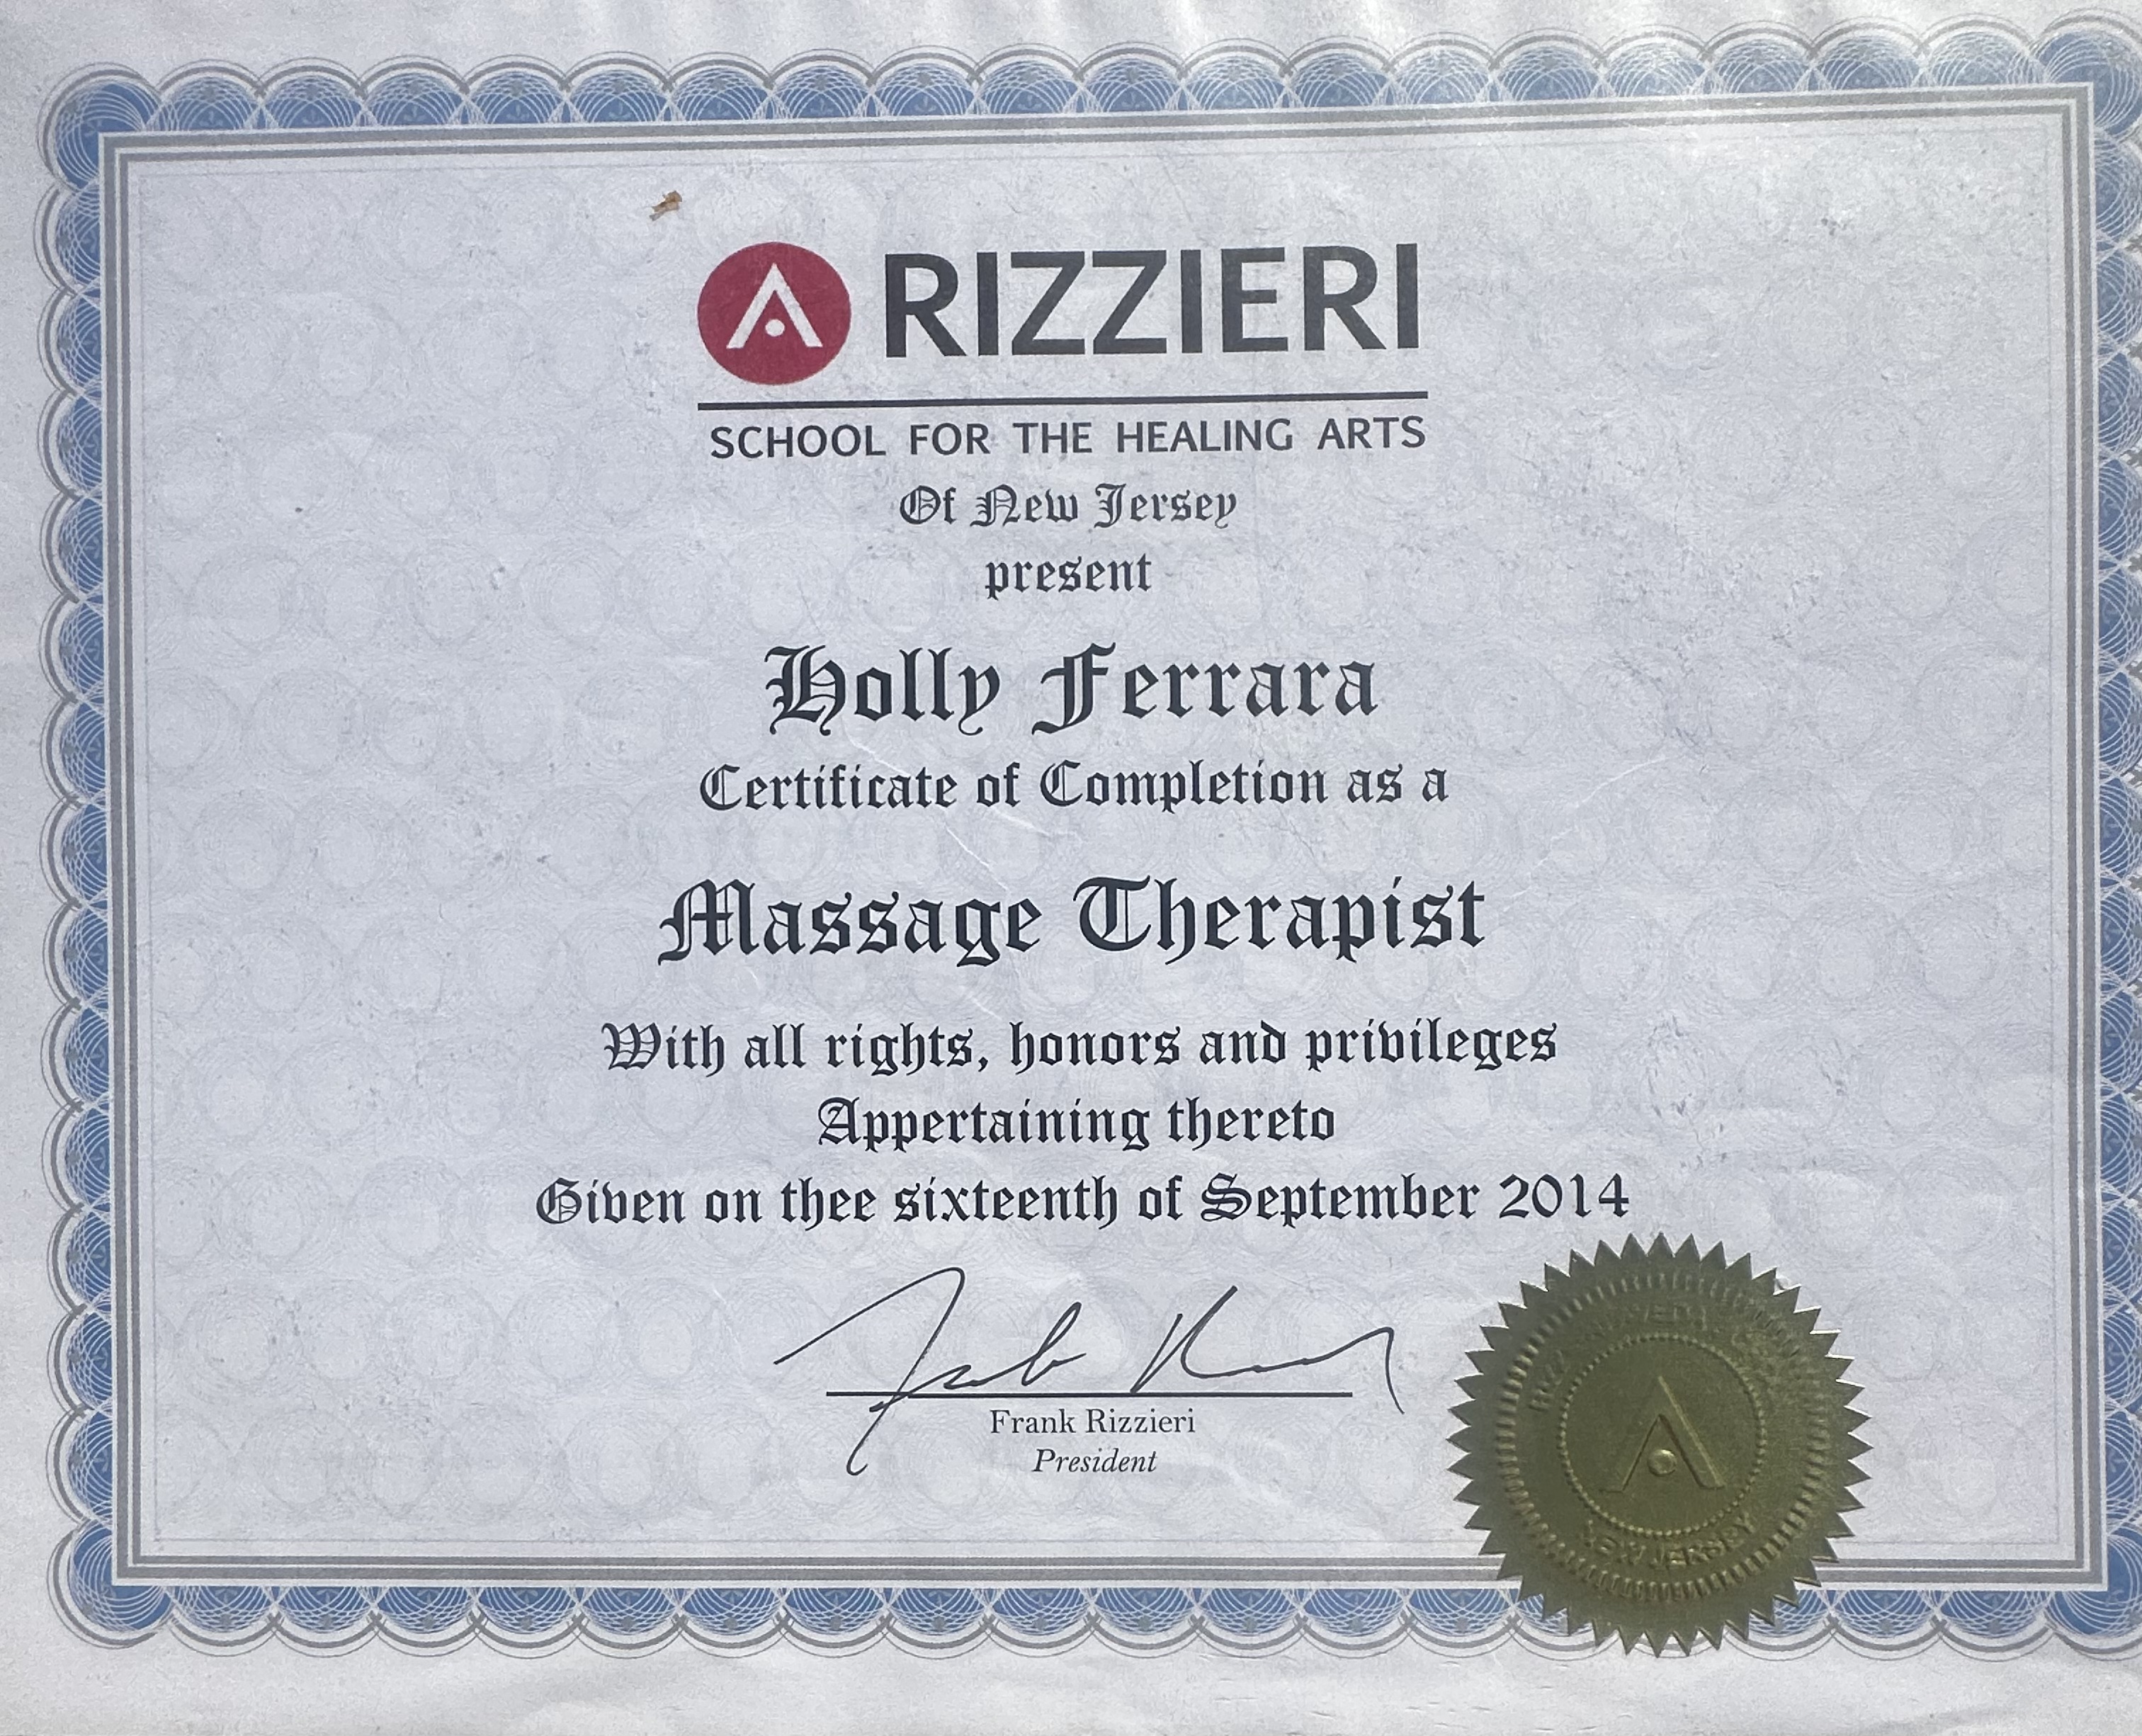 RIZZIERI
SCHOOL FOR THE HEALING ARTS
Of New Jersey
present
Holly Ferrara
Certificate of Completion as a
Massage Therapist
With all rights, honors and privileges
Appertaining thereto
Given on thee sixteenth of September 2014
Frank Rizzieri
President
NEW JERSEY